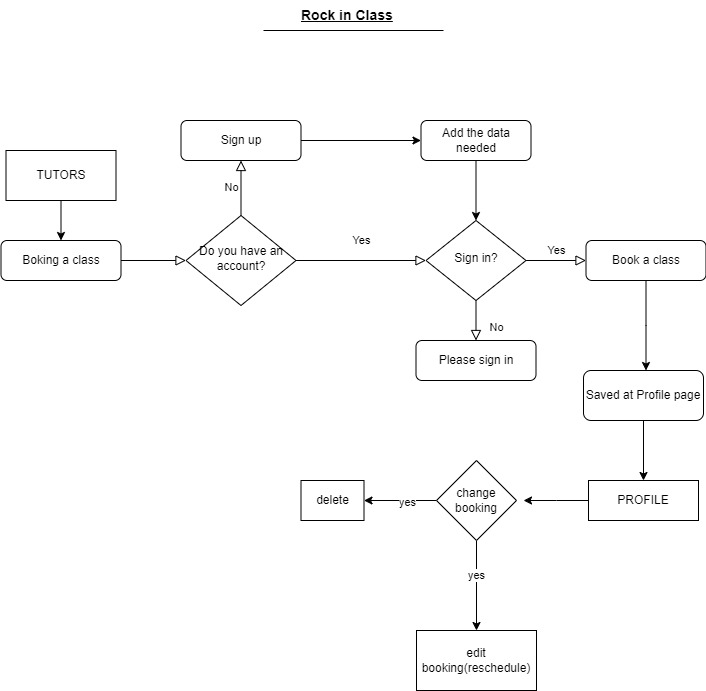 Rock in Class
Sign up
Add the data
needed
TUTORS
No
Boking a class
Do you have an
account?
Yes
Sign in?
Yes
Book a class
No
Please sign in
Saved at Profile page
delete
yes
change
booking
PROFILE
yes
edit
booking(reschedule)